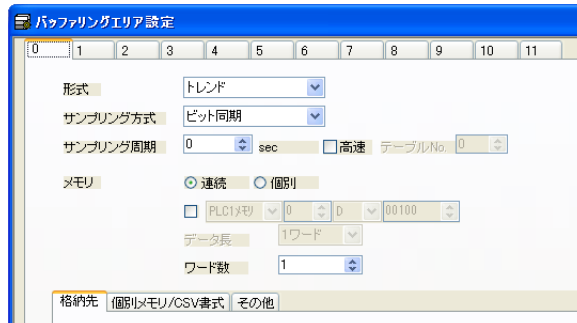 バッファリングエリア設定
0 1 2 3 4 5 6 7 8 9 10 11
形式 トレンド
サンプリング方式 ビット同期
サンプリング周期 0 sec 高速 テーブルNo. 0
メモリ 連続 個別
PLC1メモリ 0 D 00100
データ長 1ワード
ワード数 1
格納先 個別メモリ/CSV書式 その他